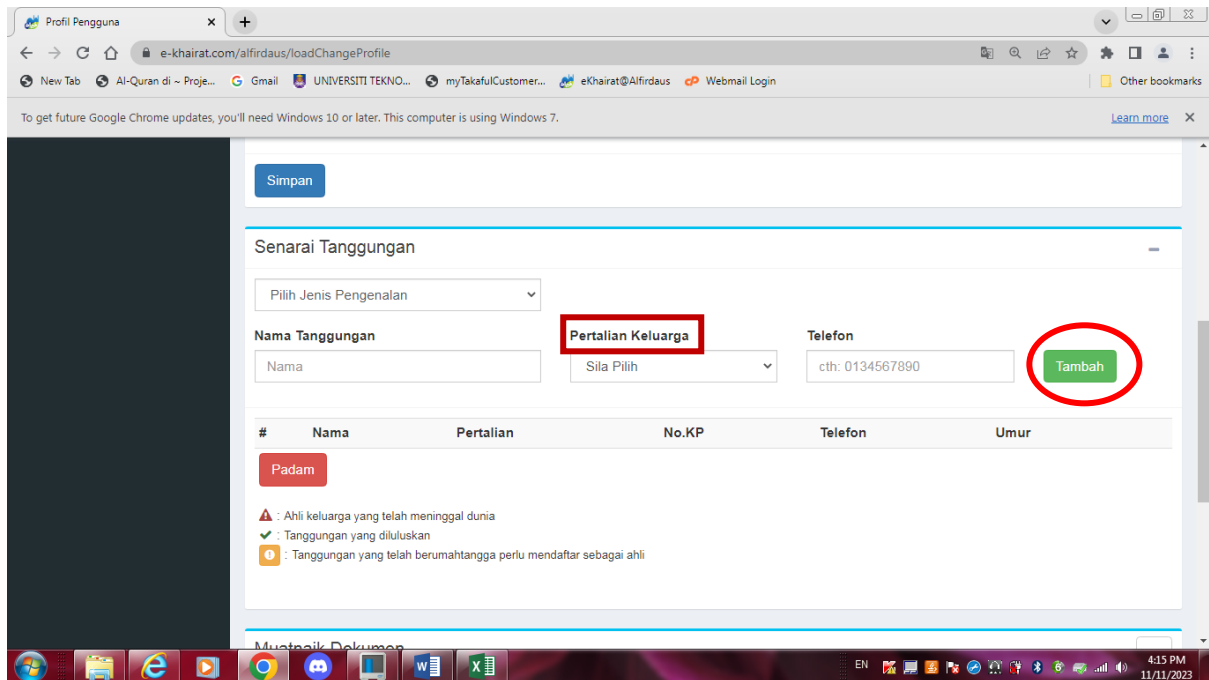 Profil Pengguna
e-khairat.com/alfirdaus/loadChangeProfile
New Tab Al-Quran di ~ Proje... Gmail UNIVERSITI TEKNO... myTakafulCustomer... eKhairat@Alfirdaus Webmail Login Other bookmarks
To get future Google Chrome updates, you'll need Windows 10 or later. This computer is using Windows 7. Learn more
Simpan
Senarai Tanggungan
Pilih Jenis Pengenalan
Nama Tanggungan Pertalian Keluarga Telefon
Nama Sila Pilih cth: 0134567890 Tambah
# Nama Pertalian No.KP Telefon Umur
Padam
: Ahli keluarga yang telah meninggal dunia
: Tanggungan yang diluluskan
: Tanggungan yang telah berumahtangga perlu mendaftar sebagai ahli
Muatnaik Dokumen
EN 4:15 PM
11/11/2023